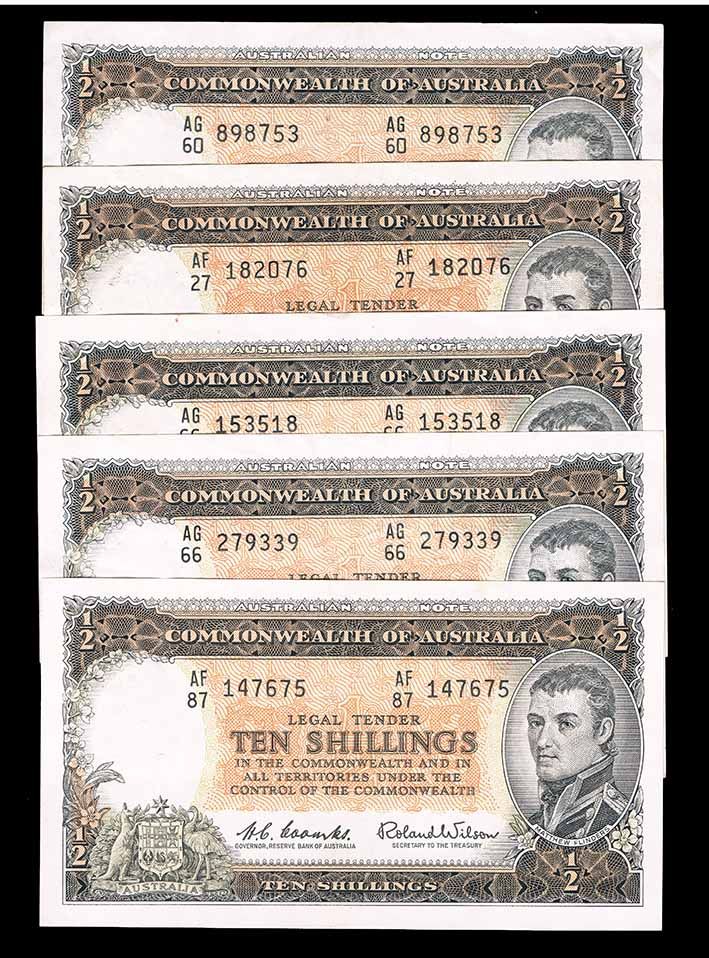 AUSTRALIAN NOTE
1/2 COMMONWEALTH OF AUSTRALIA 1/2
AG 60 898753 AG 60 898753
AUSTRALIAN NOTE
1/2 COMMONWEALTH OF AUSTRALIA 1/2
AF 27 182076 AF 27 182076
LEGAL TENDER
AUSTRALIAN NOTE
1/2 COMMONWEALTH OF AUSTRALIA 1/2
AG 153518 AG 153518
AUSTRALIAN NOTE
1/2 COMMONWEALTH OF AUSTRALIA 1/2
AG 66 279339 AG 66 279339
LEGAL TENDER
AUSTRALIAN NOTE
1/2 COMMONWEALTH OF AUSTRALIA 1/2
AF 87 147675 AF 87 147675
LEGAL TENDER
TEN SHILLINGS
IN THE COMMONWEALTH AND IN
ALL TERRITORIES UNDER THE
CONTROL OF THE COMMONWEALTH
H.C. Coombs. Roland Wilson
GOVERNOR, RESERVE BANK OF AUSTRALIA SECRETARY TO THE TREASURY
MATTHEW FLINDERS
1/2 AUSTRALIA TEN SHILLINGS 1/2